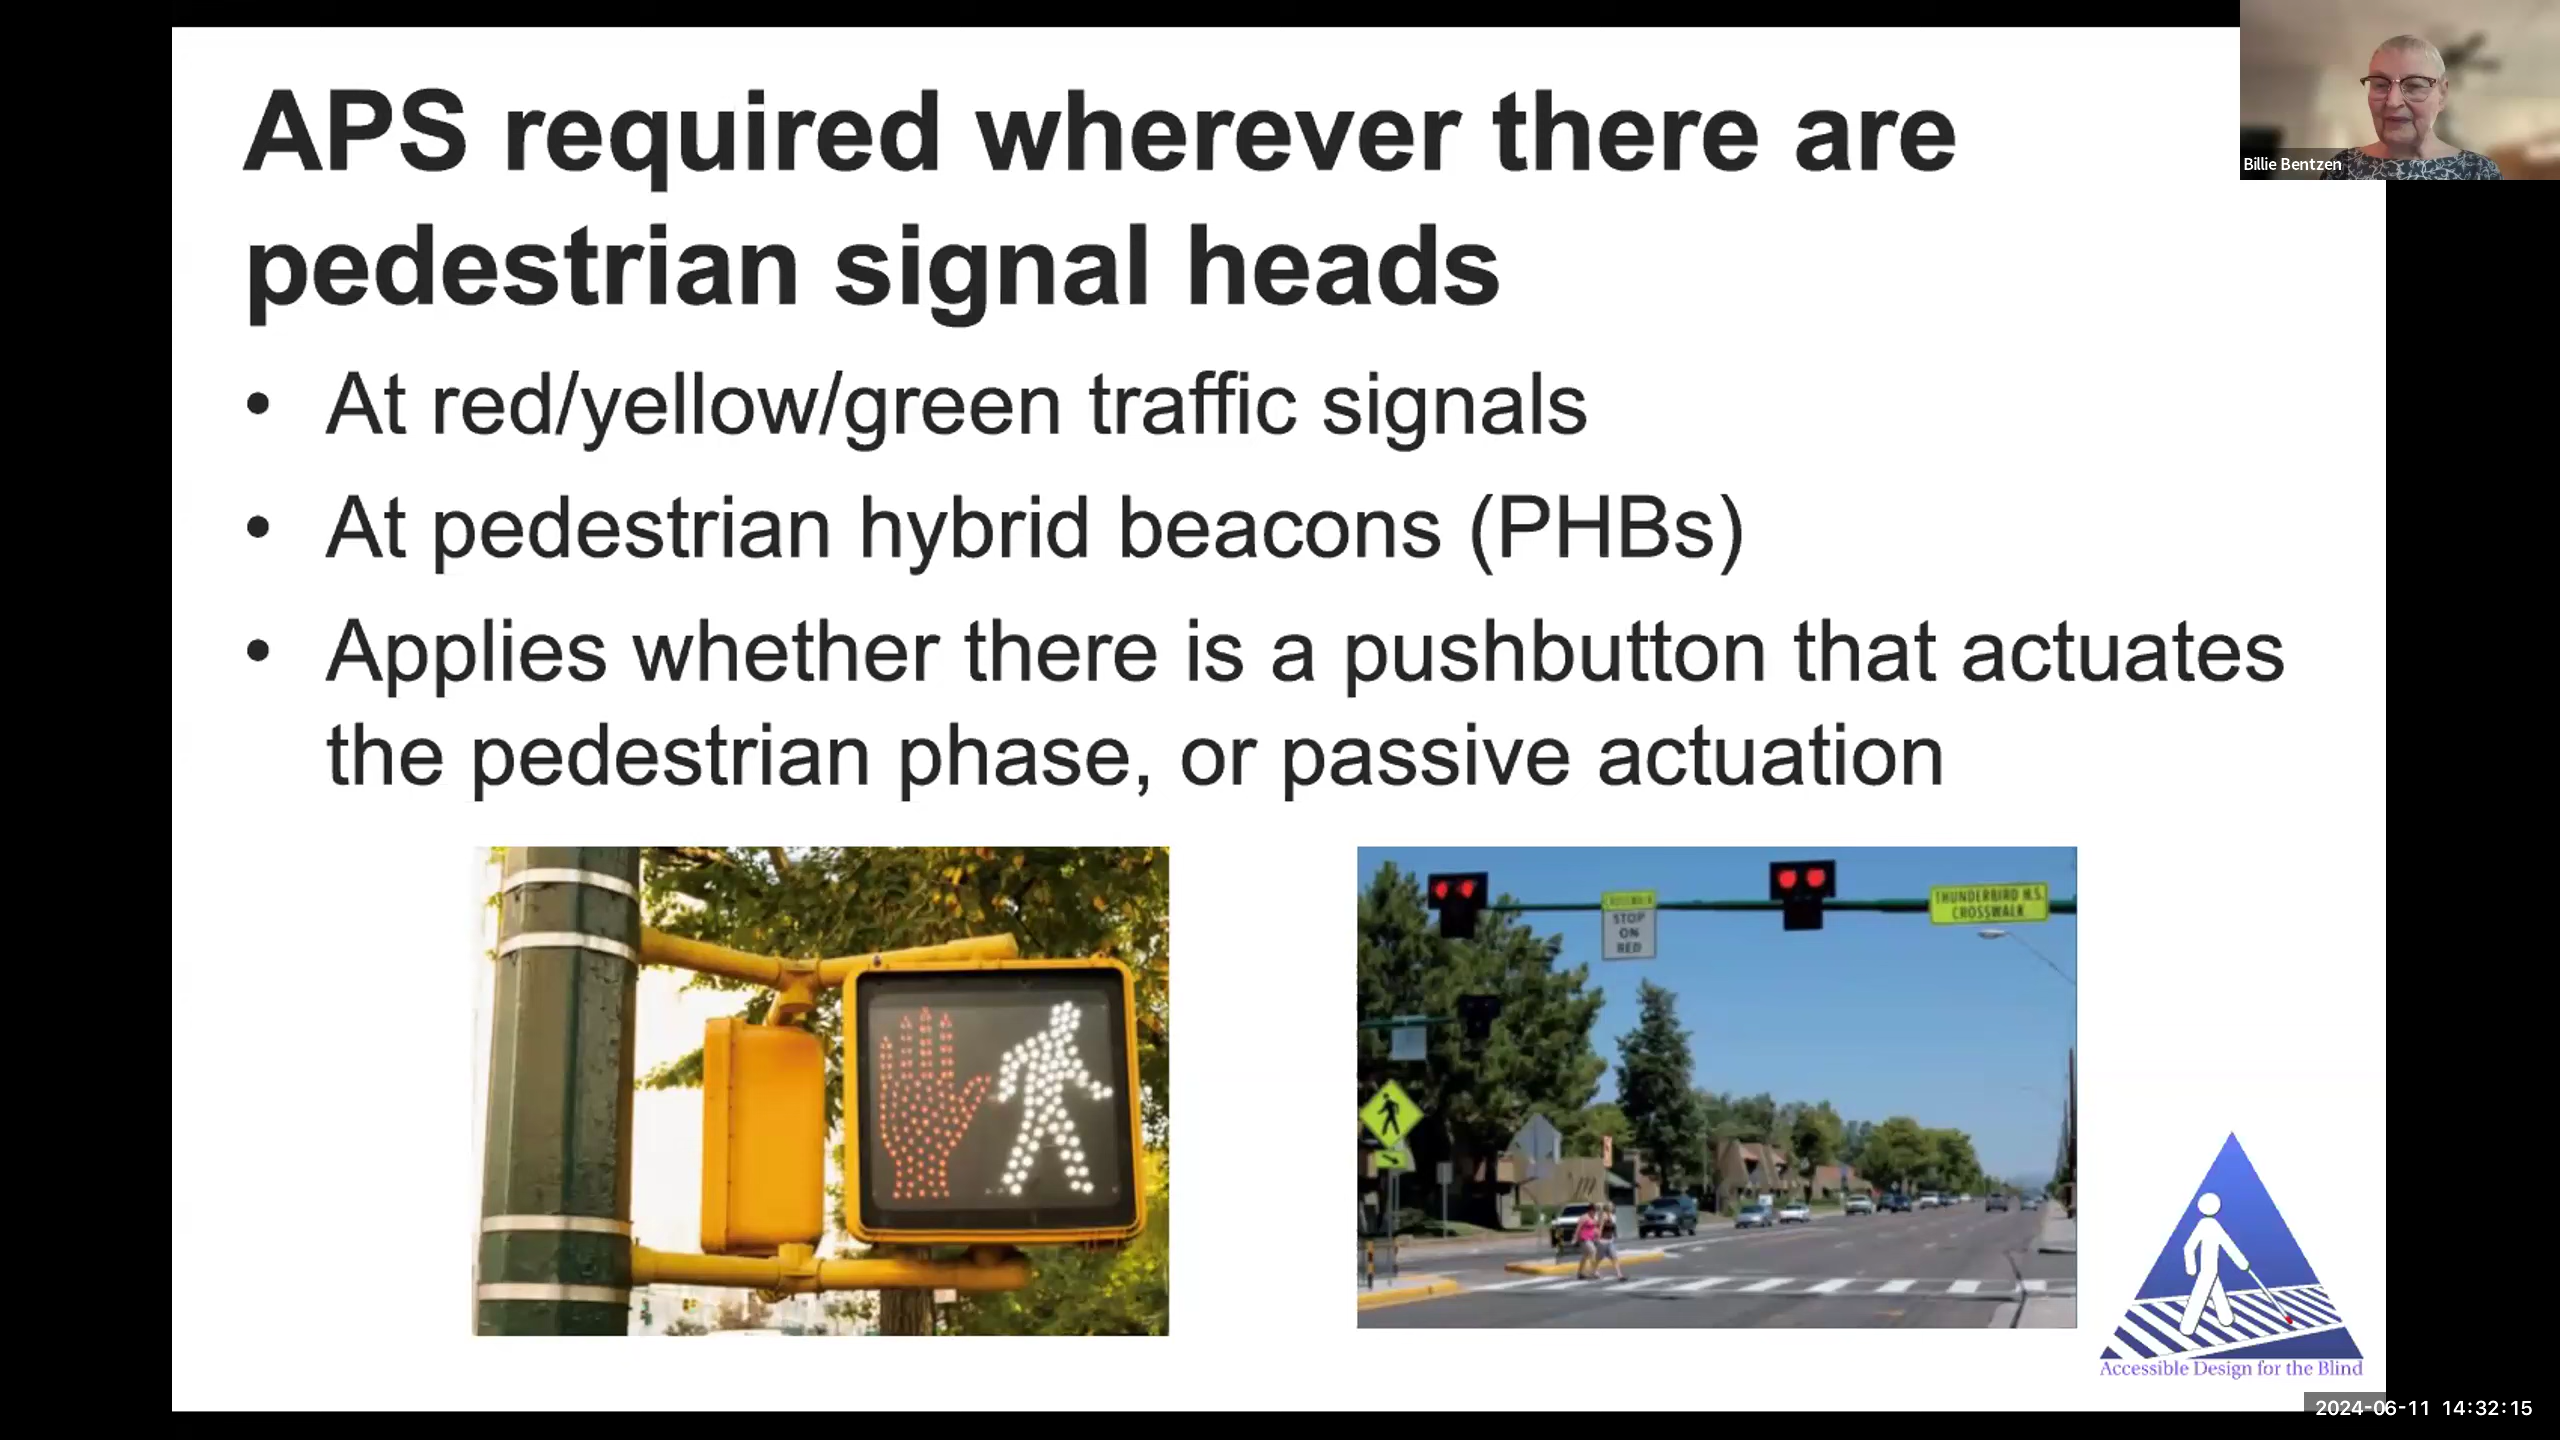 APS required wherever there are
pedestrian signal heads
Billie Bentzen
• At red/yellow/green traffic signals
• At pedestrian hybrid beacons (PHBs)
• Applies whether there is a pushbutton that actuates
the pedestrian phase, or passive actuation
CROSSWALK
STOP
ON
RED
THUNDERBIRD H.S.
CROSSWALK
Accessible Design for the Blind
2024-06-11 14:32:15